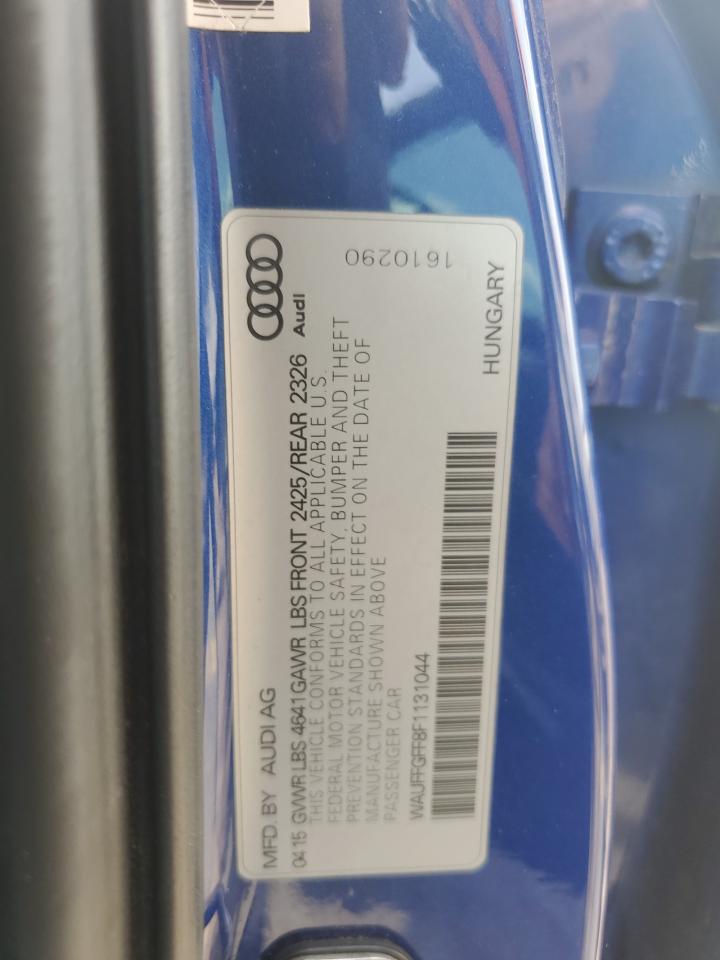 MFD. BY AUDI AG
Audi
04 15 GVWR LBS 4641 GAWR LBS FRONT 2425/REAR 2326
THIS VEHICLE CONFORMS TO ALL APPLICABLE U.S.
FEDERAL MOTOR VEHICLE SAFETY, BUMPER AND THEFT
PREVENTION STANDARDS IN EFFECT ON THE DATE OF
MANUFACTURE SHOWN ABOVE
PASSENGER CAR
1610290
WAUFFGFF8F1131044
HUNGARY